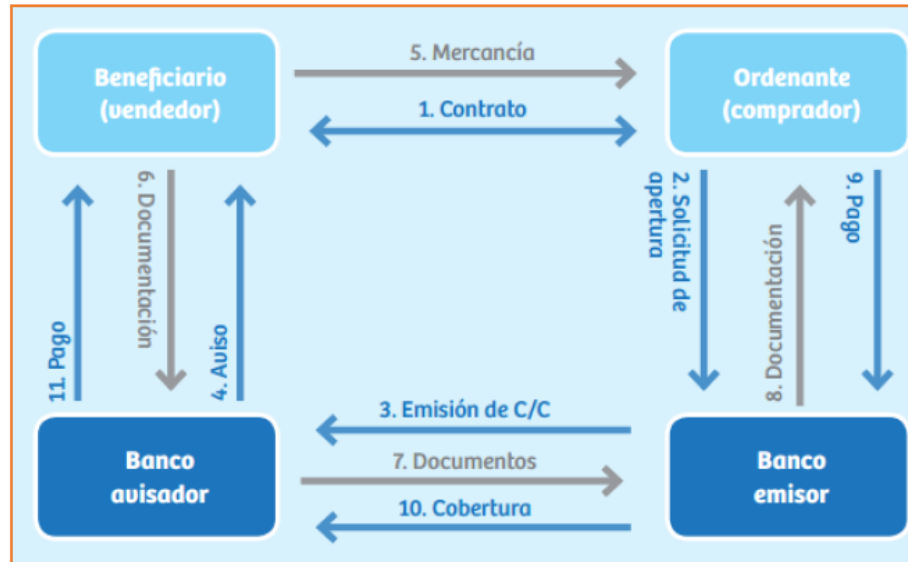 5. Mercancía
Beneficiario
(vendedor)
Ordenante
(comprador)
1. Contrato
6. Documentación
2. Solicitud de
apertura
9. Pago
11. Pago
4. Aviso
8. Documentación
3. Emisión de C/C
Banco
avisador
7. Documentos
Banco
emisor
10. Cobertura